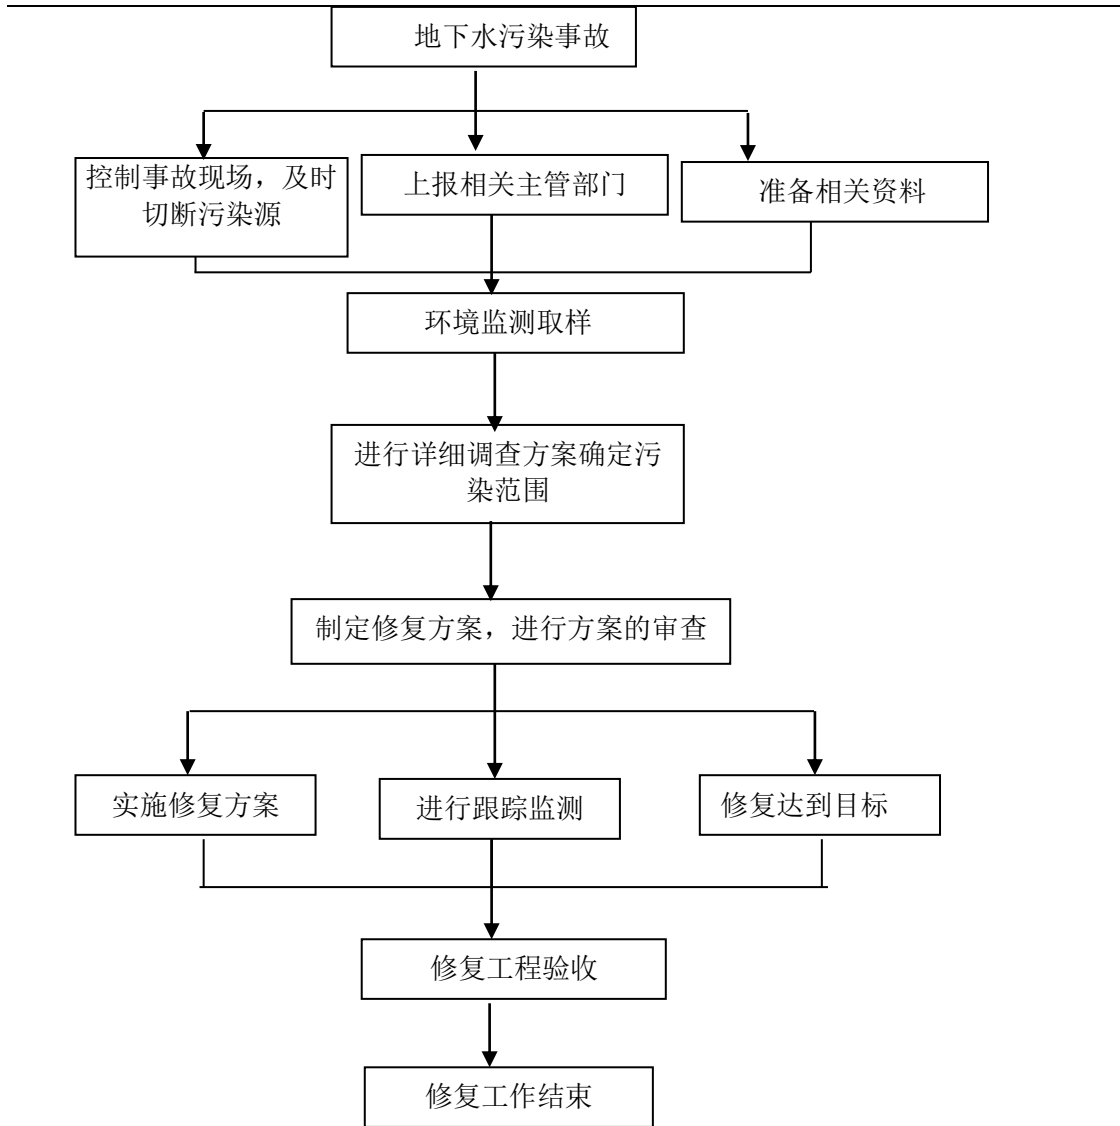 地下水污染事故
控制事故现场，及时
切断污染源
上报相关主管部门
准备相关资料
环境监测取样
进行详细调查方案确定污
染范围
制定修复方案，进行方案的审查
实施修复方案
进行跟踪监测
修复达到目标
修复工程验收
修复工作结束